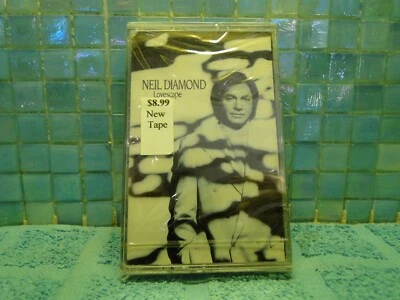 NEIL DIAMOND
Lovescape
$8.99
New
Tape